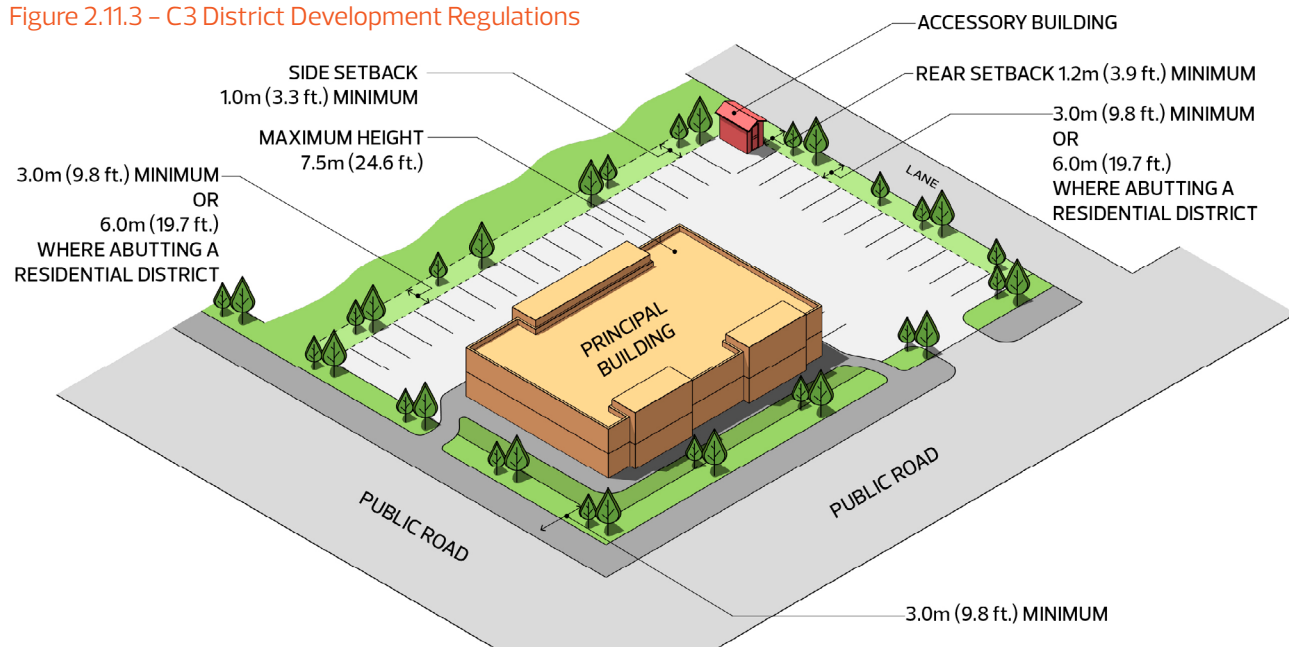 Figure 2.11.3 – C3 District Development Regulations
ACCESSORY BUILDING
SIDE SETBACK
1.0m (3.3 ft.) MINIMUM
REAR SETBACK 1.2m (3.9 ft.) MINIMUM
MAXIMUM HEIGHT
7.5m (24.6 ft.)
3.0m (9.8 ft.) MINIMUM
OR
6.0m (19.7 ft.)
WHERE ABUTTING A
RESIDENTIAL DISTRICT
3.0m (9.8 ft.) MINIMUM
OR
6.0m (19.7 ft.)
WHERE ABUTTING A
RESIDENTIAL DISTRICT
LANE
PRINCIPAL
BUILDING
PUBLIC ROAD
PUBLIC ROAD
3.0m (9.8 ft.) MINIMUM